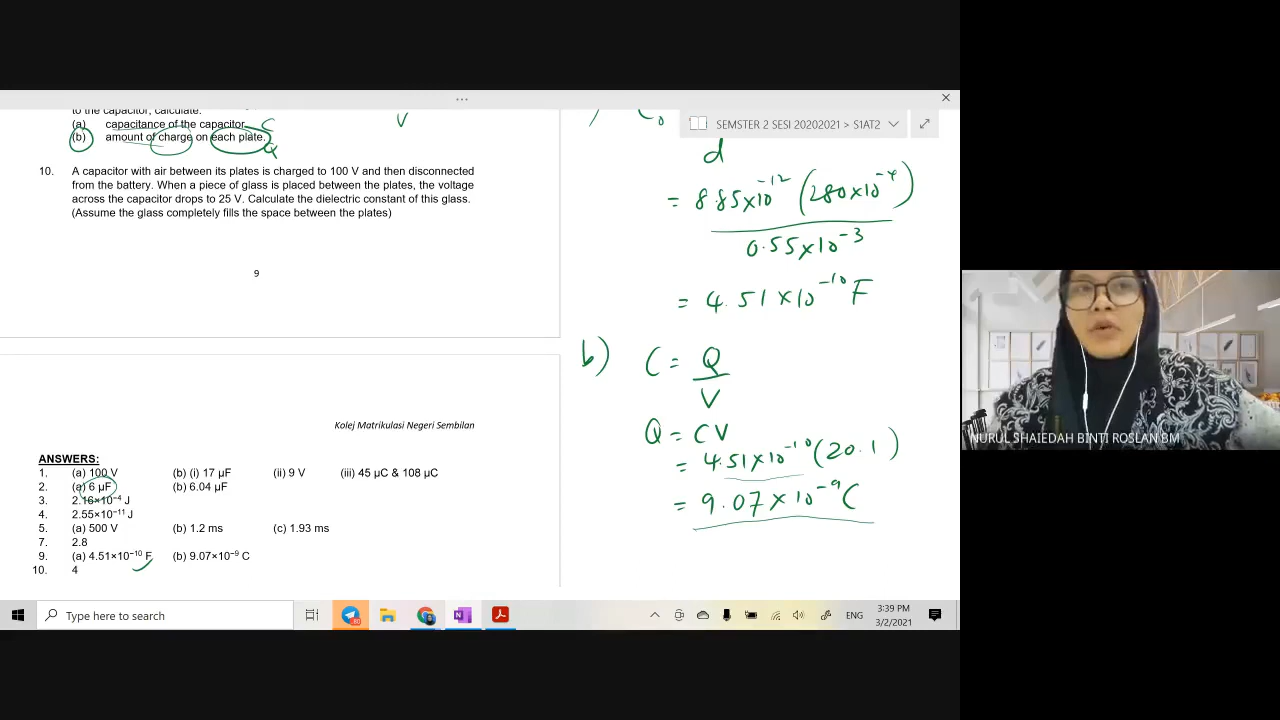 to the capacitor, calculate:
(a) capacitance of the capacitor. C
(b) amount of charge on each plate.
Q
V
10. A capacitor with air between its plates is charged to 100 V and then disconnected
from the battery. When a piece of glass is placed between the plates, the voltage
across the capacitor drops to 25 V. Calculate the dielectric constant of this glass.
(Assume the glass completely fills the space between the plates)
9
Kolej Matrikulasi Negeri Sembilan
ANSWERS:
1. (a) 100 V (b) (i) 17 µF (ii) 9 V (iii) 45 µC & 108 µC
2. (a) 6 µF (b) 6.04 µF
3. 2.16×10⁻⁴ J
4. 2.55×10⁻¹¹ J
5. (a) 500 V (b) 1.2 ms (c) 1.93 ms
7. 2.8
9. (a) 4.51×10⁻¹⁰ F (b) 9.07×10⁻⁹ C
10. 4
SEMSTER 2 SESI 20202021 > S1AT2
d
= 8.85×10⁻¹² (280×10⁻⁴)
0.55×10⁻³
= 4.51×10⁻¹⁰ F
b) C = Q
V
Q = CV
= 4.51×10⁻¹⁰ (20.1)
= 9.07×10⁻⁹ C
NURUL SHAIEDAH BINTI ROSLAN BM
Type here to search
ENG
3:39 PM
3/2/2021